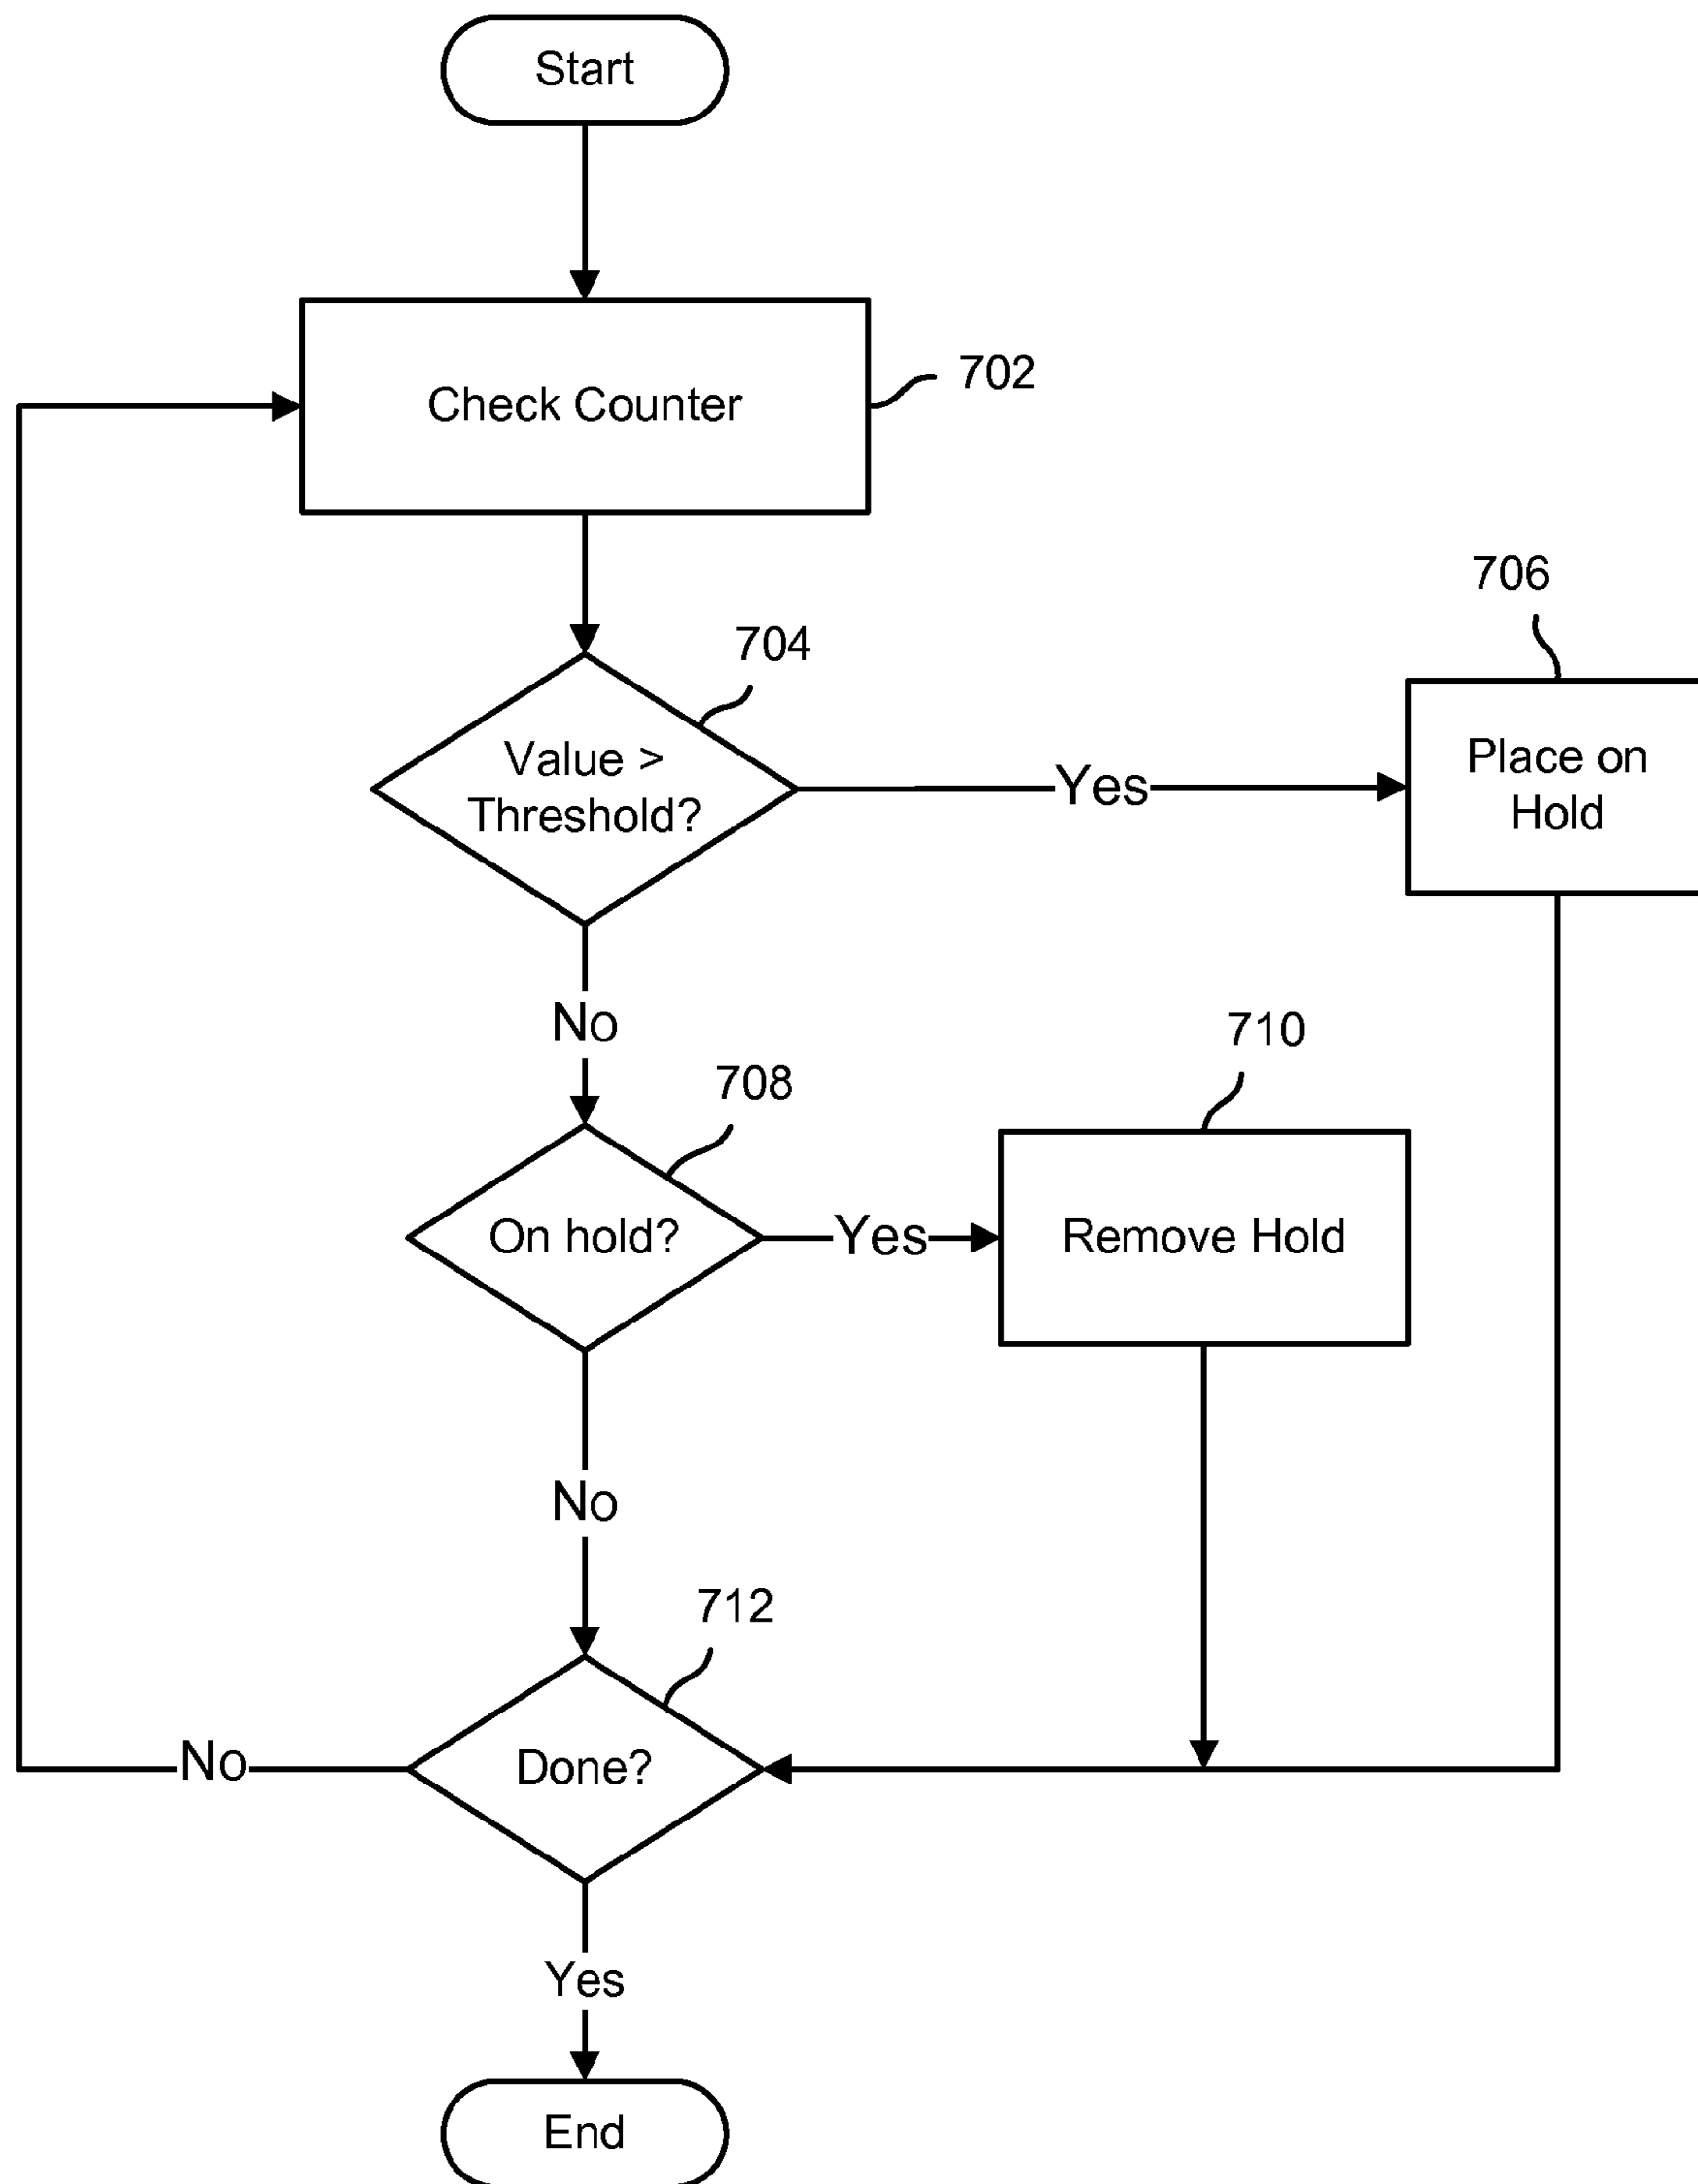 Start
Check Counter
702
704
Value >
Threshold?
Yes
706
Place on
Hold
No
708
On hold?
Yes
710
Remove Hold
No
712
Done?
No
Yes
End